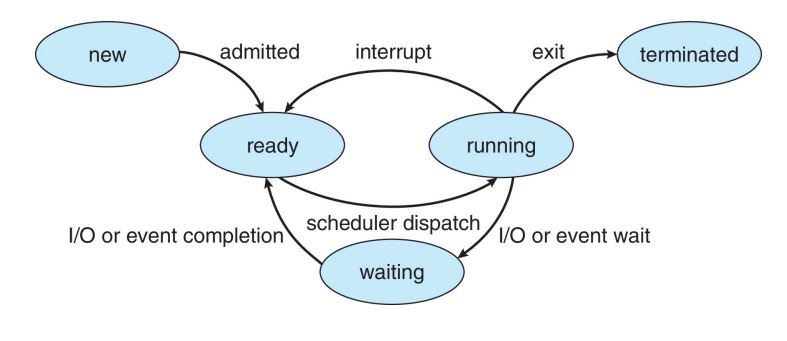 new
admitted
interrupt
exit
terminated
ready
running
scheduler dispatch
I/O or event completion
I/O or event wait
waiting